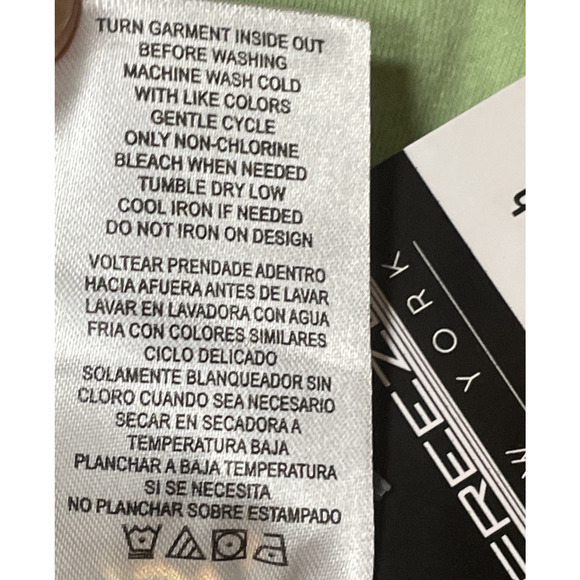 TURN GARMENT INSIDE OUT
BEFORE WASHING
MACHINE WASH COLD
WITH LIKE COLORS
GENTLE CYCLE
ONLY NON-CHLORINE
BLEACH WHEN NEEDED
TUMBLE DRY LOW
COOL IRON IF NEEDED
DO NOT IRON ON DESIGN
VOLTEAR PRENDADE ADENTRO
HACIA AFUERA ANTES DE LAVAR
LAVAR EN LAVADORA CON AGUA
FRIA CON COLORES SIMILARES
CICLO DELICADO
SOLAMENTE BLANQUEADOR SIN
CLORO CUANDO SEA NECESARIO
SECAR EN SECADORA A
TEMPERATURA BAJA
PLANCHAR A BAJA TEMPERATURA
SI SE NECESITA
NO PLANCHAR SOBRE ESTAMPADO
YORK